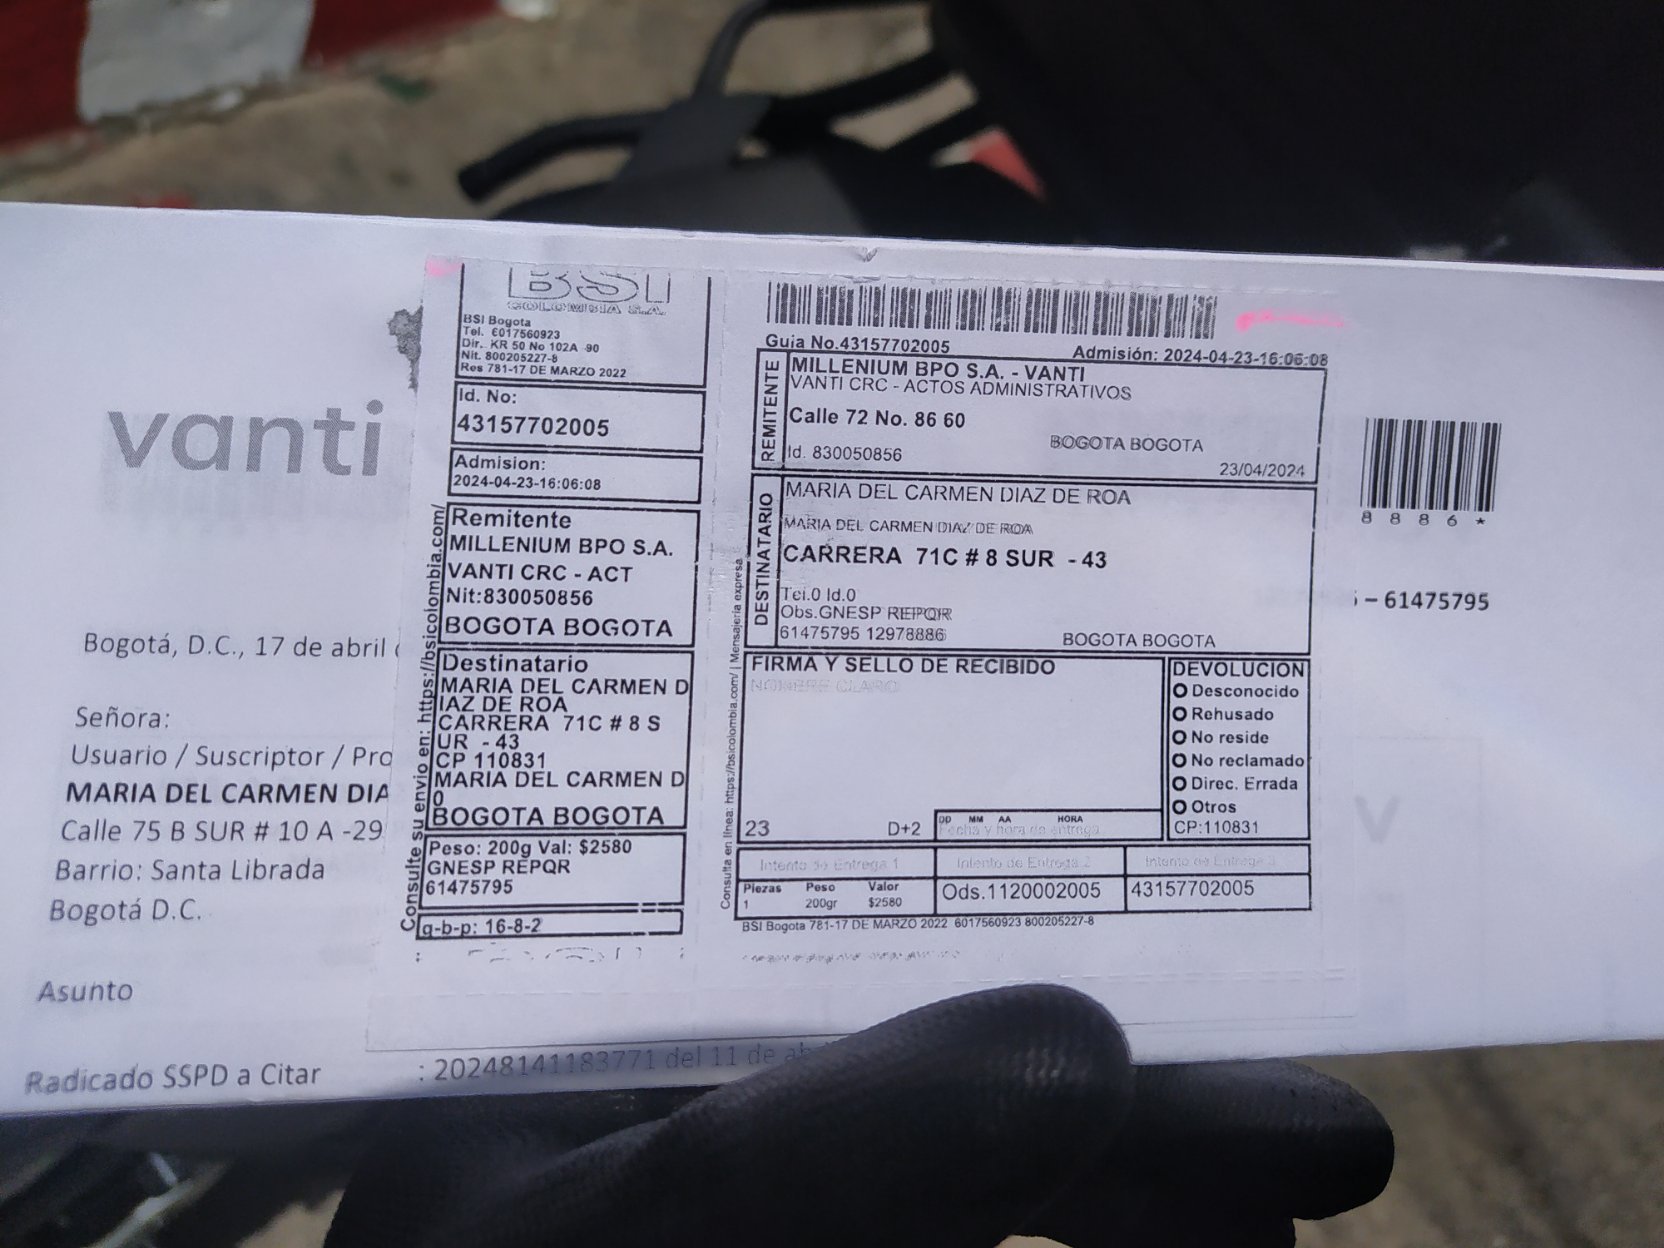 vanti
Bogotá, D.C., 17 de abril
Señora:
Usuario / Suscriptor / Pro
MARIA DEL CARMEN DIA
Calle 75 B SUR # 10 A -29
Barrio: Santa Librada
Bogotá D.C.
Asunto
Radicado SSPD a Citar : 20248141183771 del 11 de
BSI
COLOMBIA S.A.
BSI Bogota
Tel. 6017560923
Dir.. KR 50 No 102A -90
Nit. 800205227-8
Res 781-17 DE MARZO 2022
Id. No:
43157702005
Admision:
2024-04-23-16:06:08
Remitente
MILLENIUM BPO S.A.
VANTI CRC - ACT
Nit:830050856
BOGOTA BOGOTA
Destinatario
MARIA DEL CARMEN D
IAZ DE ROA
CARRERA 71C # 8 S
UR - 43
CP 110831
MARIA DEL CARMEN D
0
BOGOTA BOGOTA
Peso: 200g Val: $2580
GNESP REPQR
61475795
q-b-p: 16-8-2
Consulte su envio en: https://bsicolombia.com/
Guia No.43157702005
Admisión: 2024-04-23-16:06:08
REMITENTE
MILLENIUM BPO S.A. - VANTI
VANTI CRC - ACTOS ADMINISTRATIVOS
Calle 72 No. 86 60
BOGOTA BOGOTA
Id. 830050856
23/04/2024
DESTINATARIO
MARIA DEL CARMEN DIAZ DE ROA
MARIA DEL CARMEN DIAZ DE ROA
CARRERA 71C # 8 SUR - 43
Tel.0 Id.0
Obs.GNESP REPQR
61475795 12978886
BOGOTA BOGOTA
FIRMA Y SELLO DE RECIBIDO
NOMBRE CLARO
23
D+2
DD MM AA HORA
Fecha y hora de entrega
DEVOLUCION
Desconocido
Rehusado
No reside
No reclamado
Direc. Errada
Otros
CP:110831
Intento de Entrega 1
Intento de Entrega 2
Intento de Entrega 3
Piezas Peso Valor
1 200gr $2580
Ods.1120002005
43157702005
BSI Bogota 781-17 DE MARZO 2022 6017560923 800205227-8
Consulta en linea: https://bsicolombia.com/ | Mensajeria expresa
8 8 8 6 *
– 61475795